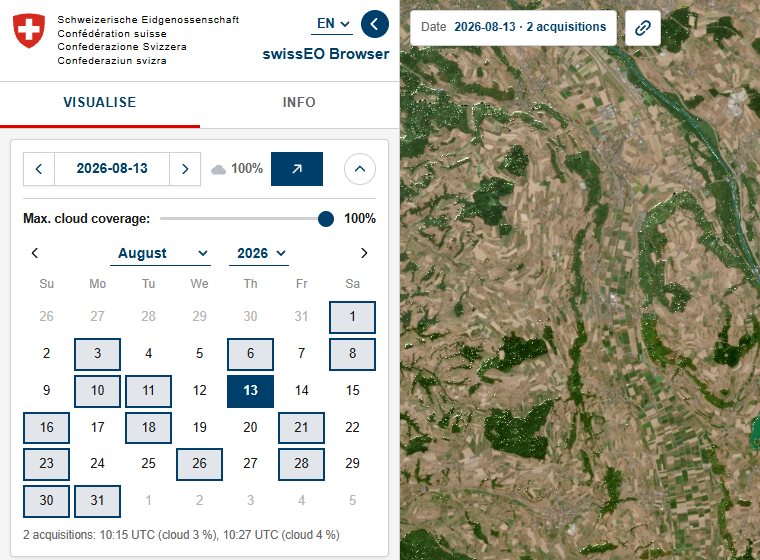 Schweizerische Eidgenossenschaft
Confédération suisse
Confederazione Svizzera
Confederaziun svizra
EN
swissEO Browser
VISUALISE
INFO
2026-08-13
100%
Max. cloud coverage:
100%
August
2026
Su Mo Tu We Th Fr Sa
26 27 28 29 30 31 1
2 3 4 5 6 7 8
9 10 11 12 13 14 15
16 17 18 19 20 21 22
23 24 25 26 27 28 29
30 31 1 2 3 4 5
2 acquisitions: 10:15 UTC (cloud 3 %), 10:27 UTC (cloud 4 %)
Date 2026-08-13 · 2 acquisitions